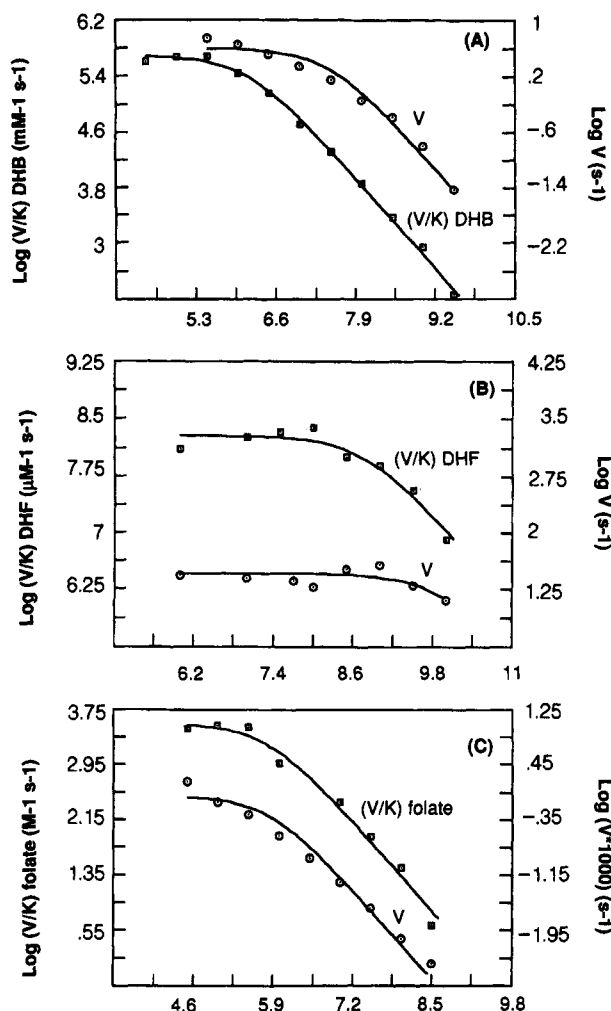 6.2
5.4
4.6
3.8
3
Log (V/K) DHB (mM-1 s-1)
(A)
V
(V/K) DHB
1
.2
-.6
-1.4
-2.2
Log V (s-1)
5.3 6.6 7.9 9.2 10.5
9.25
8.5
7.75
7
6.25
Log (V/K) DHF (µM-1 s-1)
(B)
(V/K) DHF
V
4.25
3.5
2.75
2
1.25
Log V (s-1)
6.2 7.4 8.6 9.8 11
3.75
2.95
2.15
1.35
.55
Log (V/K) folate (M-1 s-1)
(C)
(V/K) folate
V
1.25
.45
-.35
-1.15
-1.95
Log (V*1000) (s-1)
4.6 5.9 7.2 8.5 9.8